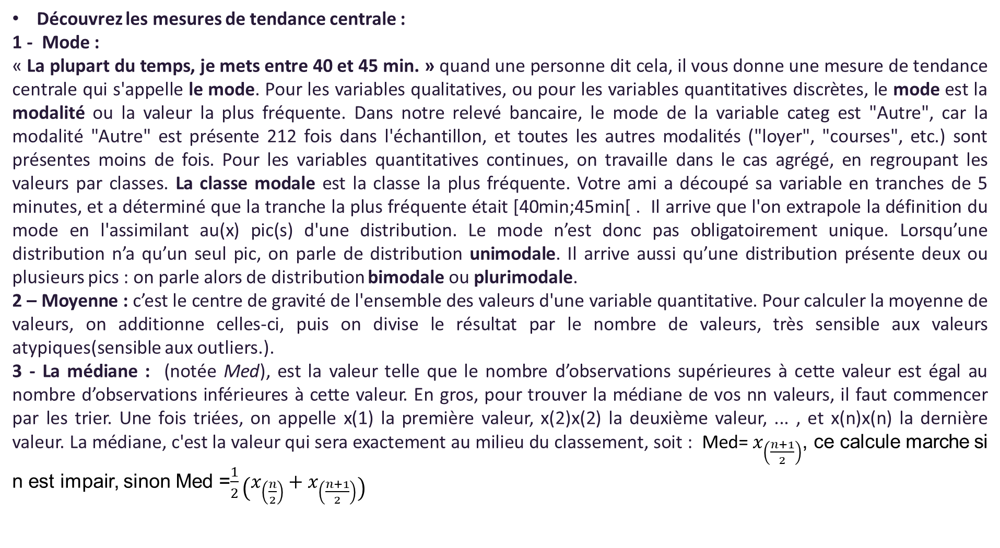 • Découvrez les mesures de tendance centrale :
1 - Mode :
« La plupart du temps, je mets entre 40 et 45 min. » quand une personne dit cela, il vous donne une mesure de tendance
centrale qui s'appelle le mode. Pour les variables qualitatives, ou pour les variables quantitatives discrètes, le mode est la
modalité ou la valeur la plus fréquente. Dans notre relevé bancaire, le mode de la variable categ est "Autre", car la
modalité "Autre" est présente 212 fois dans l'échantillon, et toutes les autres modalités ("loyer", "courses", etc.) sont
présentes moins de fois. Pour les variables quantitatives continues, on travaille dans le cas agrégé, en regroupant les
valeurs par classes. La classe modale est la classe la plus fréquente. Votre ami a découpé sa variable en tranches de 5
minutes, et a déterminé que la tranche la plus fréquente était [40min;45min[ . Il arrive que l'on extrapole la définition du
mode en l'assimilant au(x) pic(s) d'une distribution. Le mode n’est donc pas obligatoirement unique. Lorsqu’une
distribution n’a qu’un seul pic, on parle de distribution unimodale. Il arrive aussi qu’une distribution présente deux ou
plusieurs pics : on parle alors de distribution bimodale ou plurimodale.
2 – Moyenne : c’est le centre de gravité de l'ensemble des valeurs d'une variable quantitative. Pour calculer la moyenne de
valeurs, on additionne celles-ci, puis on divise le résultat par le nombre de valeurs, très sensible aux valeurs
atypiques(sensible aux outliers.).
3 - La médiane : (notée Med), est la valeur telle que le nombre d’observations supérieures à cette valeur est égal au
nombre d’observations inférieures à cette valeur. En gros, pour trouver la médiane de vos nn valeurs, il faut commencer
par les trier. Une fois triées, on appelle x(1) la première valeur, x(2)x(2) la deuxième valeur, ... , et x(n)x(n) la dernière
valeur. La médiane, c'est la valeur qui sera exactement au milieu du classement, soit : Med= x_((n+1)/2), ce calcule marche si
n est impair, sinon Med =1/2 (x_(n/2) + x_((n+1)/2))